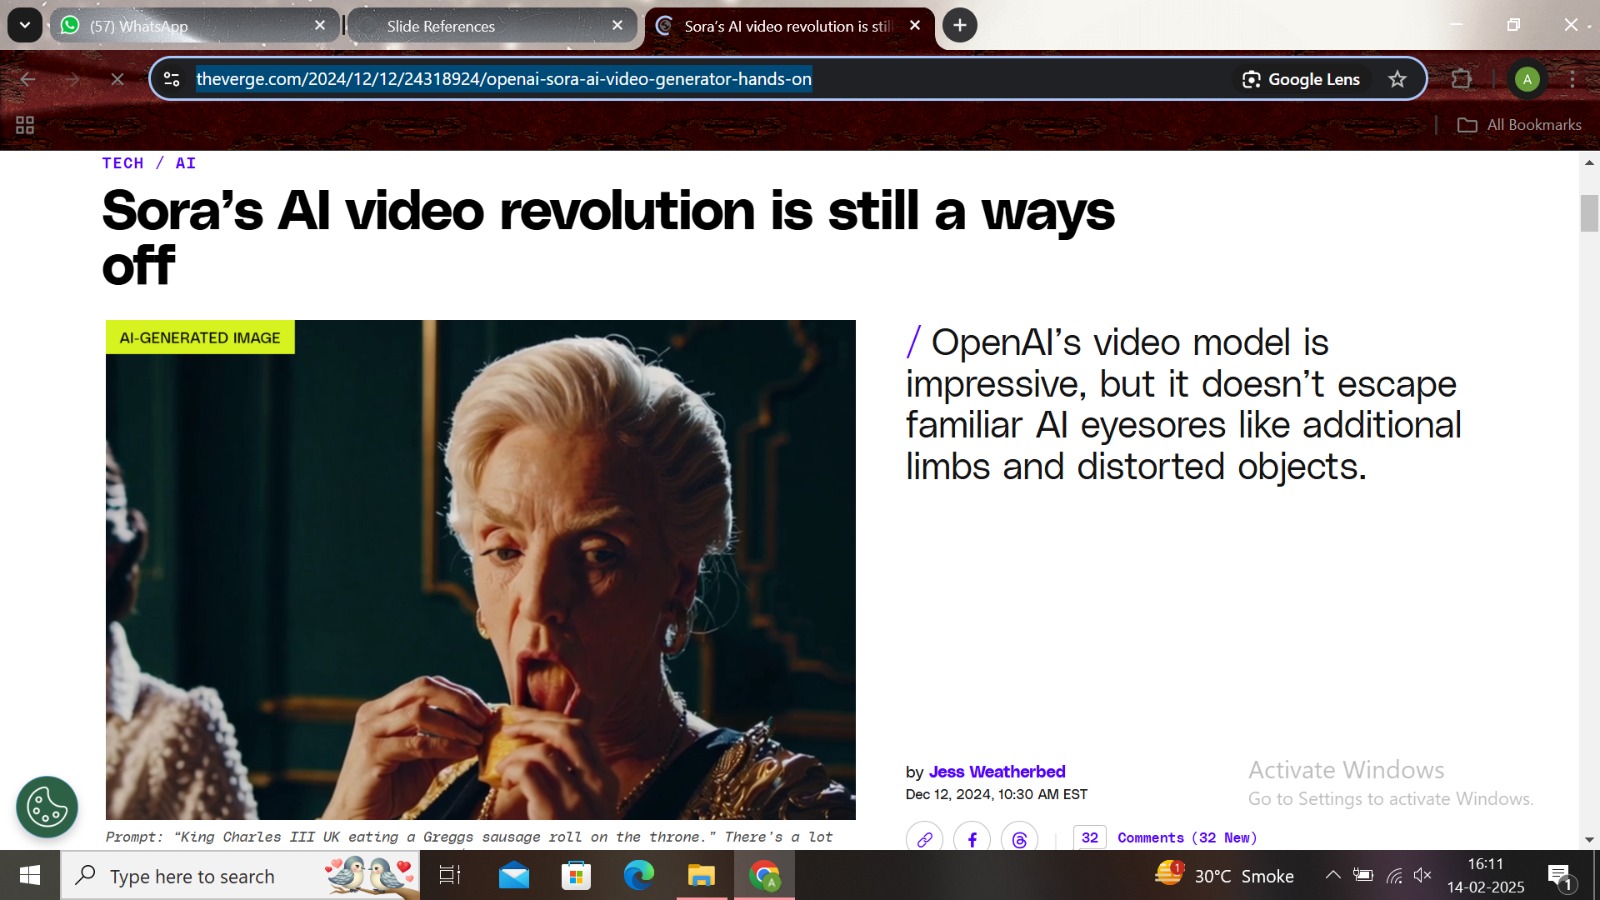 (57) WhatsApp
Slide References
Sora's AI video revolution is stil
theverge.com/2024/12/12/24318924/openai-sora-ai-video-generator-hands-on
Google Lens
A
All Bookmarks
TECH / AI
Sora’s AI video revolution is still a ways
off
AI-GENERATED IMAGE
/ OpenAI’s video model is
impressive, but it doesn’t escape
familiar AI eyesores like additional
limbs and distorted objects.
by Jess Weatherbed
Dec 12, 2024, 10:30 AM EST
32 Comments (32 New)
Prompt: “King Charles III UK eating a Greggs sausage roll on the throne.” There’s a lot
Activate Windows
Go to Settings to activate Windows.
Type here to search
A
1
30°C Smoke
16:11
14-02-2025
1